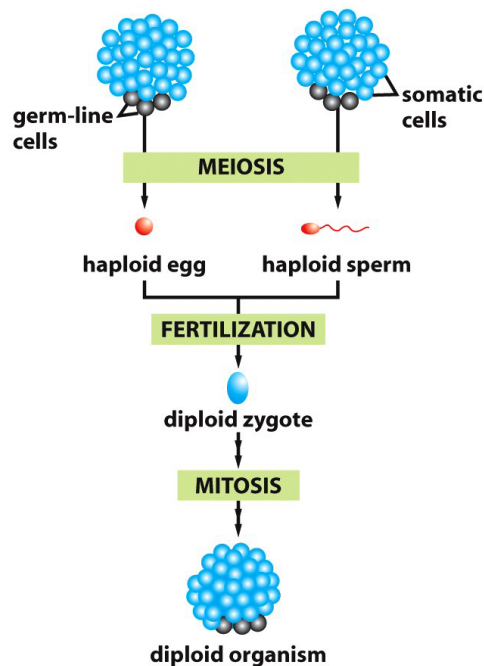 germ-line
cells
somatic
cells
MEIOSIS
haploid egg
haploid sperm
FERTILIZATION
diploid zygote
MITOSIS
diploid organism